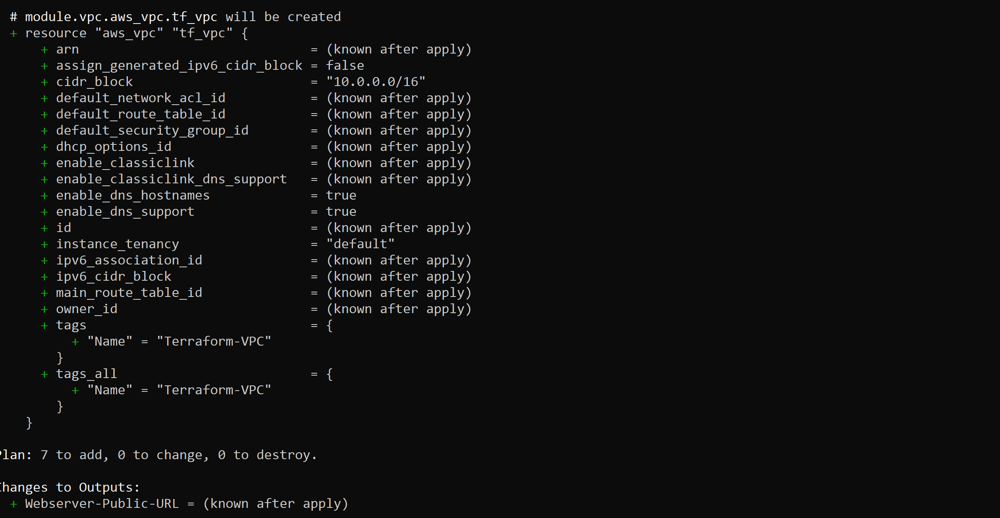 # module.vpc.aws_vpc.tf_vpc will be created
+ resource "aws_vpc" "tf_vpc" {
+ arn = (known after apply)
+ assign_generated_ipv6_cidr_block = false
+ cidr_block = "10.0.0.0/16"
+ default_network_acl_id = (known after apply)
+ default_route_table_id = (known after apply)
+ default_security_group_id = (known after apply)
+ dhcp_options_id = (known after apply)
+ enable_classiclink = (known after apply)
+ enable_classiclink_dns_support = (known after apply)
+ enable_dns_hostnames = true
+ enable_dns_support = true
+ id = (known after apply)
+ instance_tenancy = "default"
+ ipv6_association_id = (known after apply)
+ ipv6_cidr_block = (known after apply)
+ main_route_table_id = (known after apply)
+ owner_id = (known after apply)
+ tags = {
+ "Name" = "Terraform-VPC"
}
+ tags_all = {
+ "Name" = "Terraform-VPC"
}
}
Plan: 7 to add, 0 to change, 0 to destroy.
Changes to Outputs:
+ Webserver-Public-URL = (known after apply)